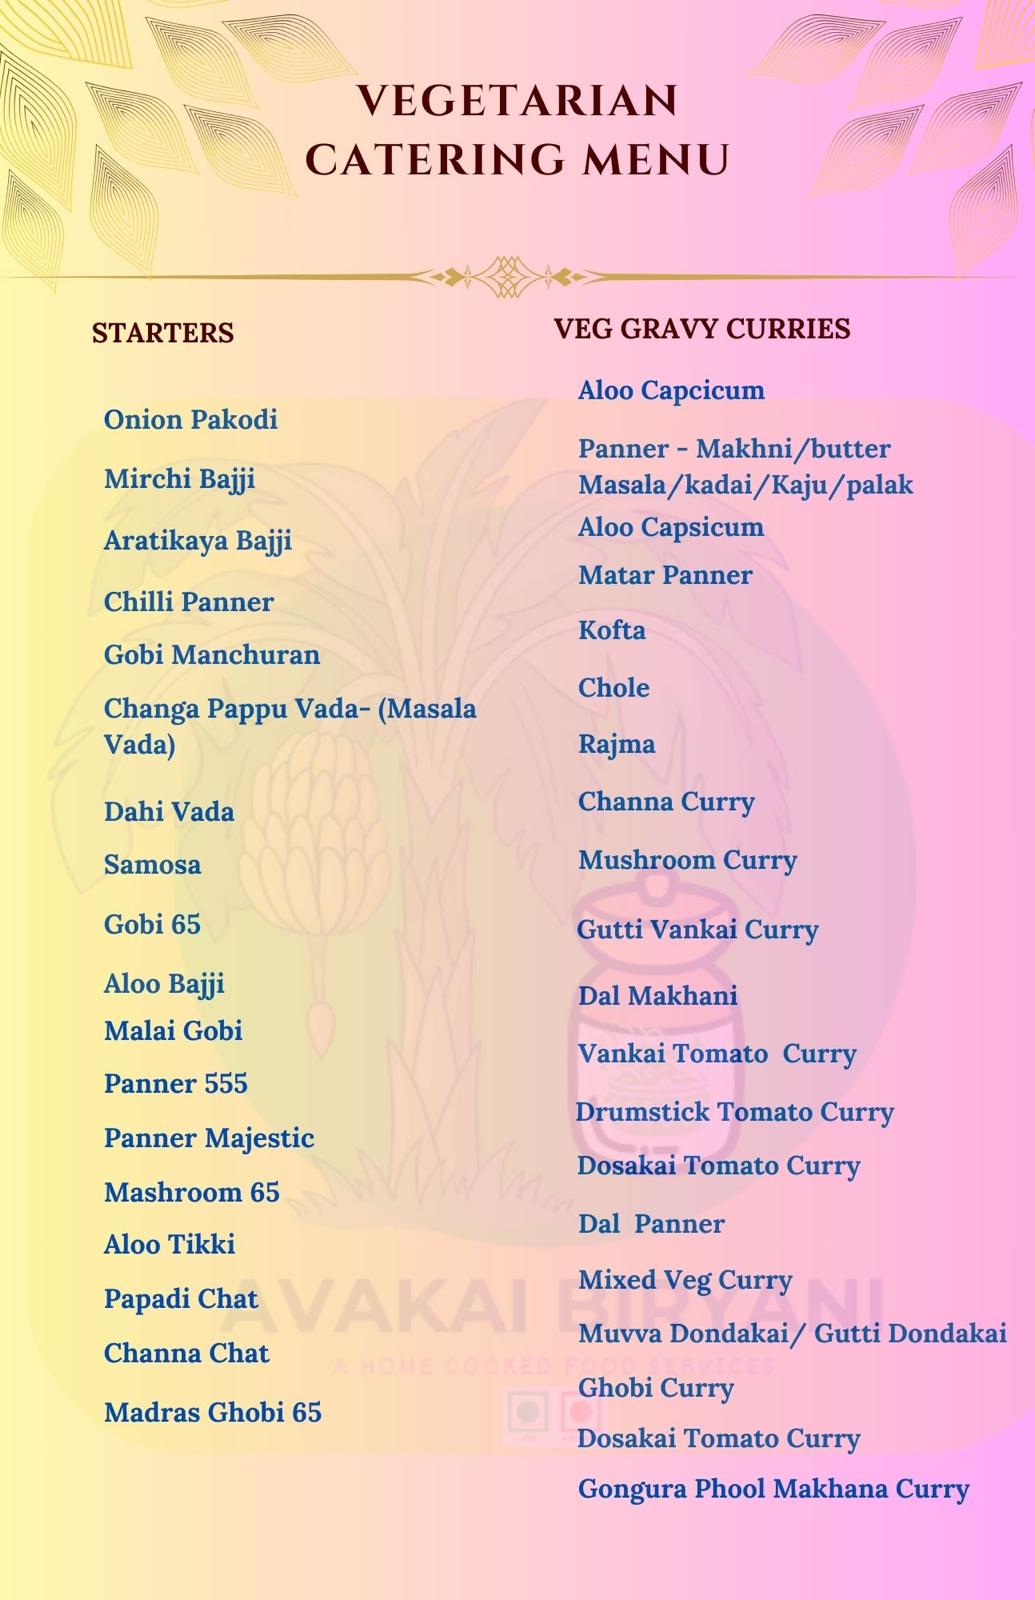 VEGETARIAN
CATERING MENU
STARTERS
Onion Pakodi
Mirchi Bajji
Aratikaya Bajji
Chilli Panner
Gobi Manchuran
Changa Pappu Vada- (Masala
Vada)
Dahi Vada
Samosa
Gobi 65
Aloo Bajji
Malai Gobi
Panner 555
Panner Majestic
Mashroom 65
Aloo Tikki
Papadi Chat
Channa Chat
Madras Ghobi 65
VEG GRAVY CURRIES
Aloo Capcicum
Panner - Makhni/butter
Masala/kadai/Kaju/palak
Aloo Capsicum
Matar Panner
Kofta
Chole
Rajma
Channa Curry
Mushroom Curry
Gutti Vankai Curry
Dal Makhani
Vankai Tomato  Curry
Drumstick Tomato Curry
Dosakai Tomato Curry
Dal  Panner
Mixed Veg Curry
Muvva Dondakai/ Gutti Dondakai
Ghobi Curry
Dosakai Tomato Curry
Gongura Phool Makhana Curry
AVAKAI BIRYANI
A HOME COOKED FOOD SERVICES